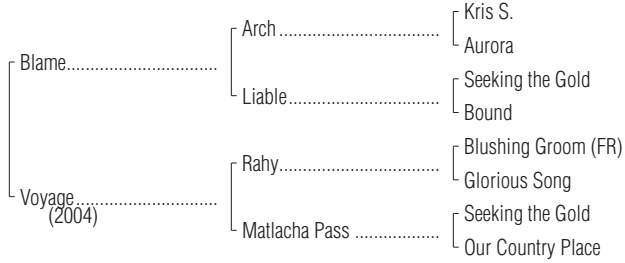 Kris S.
Arch..................................
Aurora
Blame................................
Seeking the Gold
Liable................................
Bound
Blushing Groom (FR)
Rahy..................................
Glorious Song
Voyage..............................
(2004)
Seeking the Gold
Matlacha Pass ..................
Our Country Place